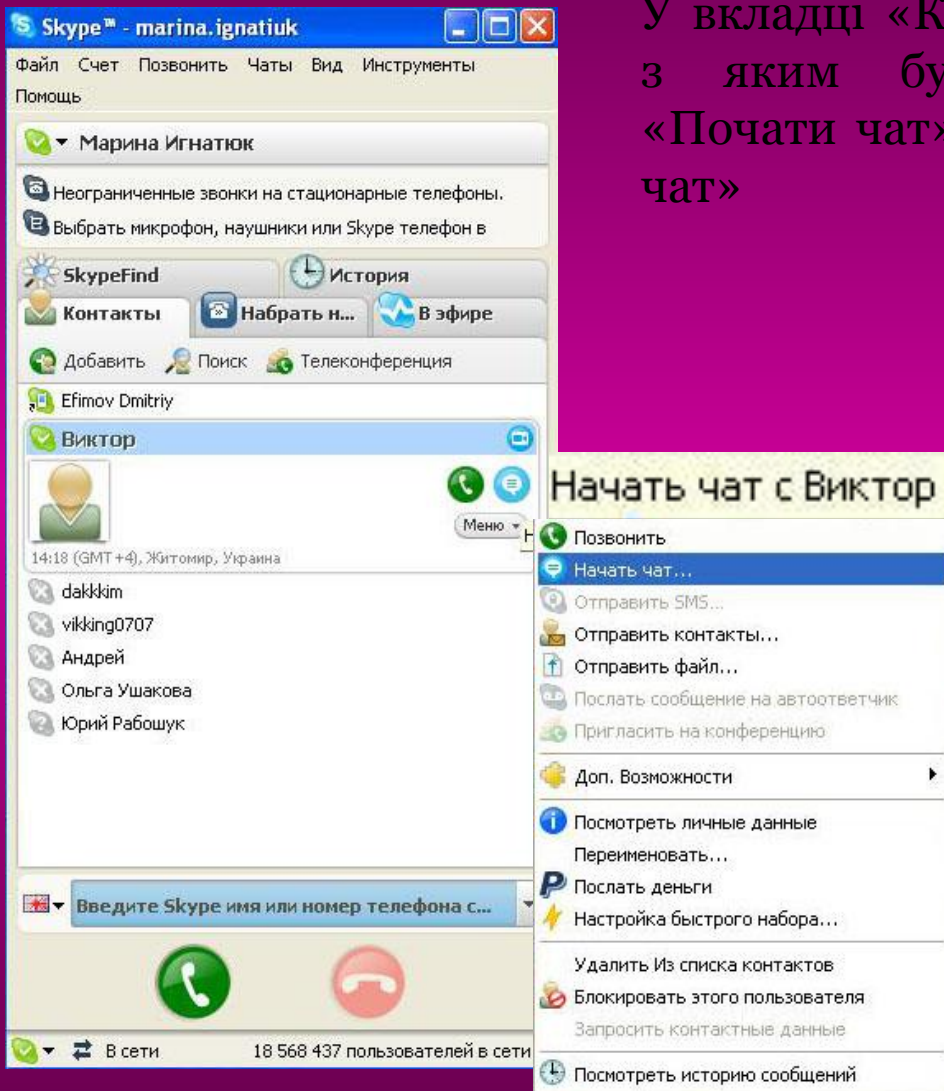 Skype™ - marina.ignatiuk
Файл Счет Позвонить Чаты Вид Инструменты
Помощь
Марина Игнатюк
Неограниченные звонки на стационарные телефоны.
Выбрать микрофон, наушники или Skype телефон в
SkypeFind История
Контакты Набрать н... В эфире
Добавить Поиск Телеконференция
Efimov Dmitriy
Виктор
Меню
14:18 (GMT +4), Житомир, Украина
dakkkim
vikking0707
Андрей
Ольга Ушакова
Юрий Рабошук
Введите Skype имя или номер телефона с...
В сети 18 568 437 пользователей в сети
У вкладці «К
з яким бу
«Почати чат»
чат»
Начать чат с Виктор
Позвонить
Начать чат...
Отправить SMS...
Отправить контакты...
Отправить файл...
Послать сообщение на автоответчик
Пригласить на конференцию
Доп. Возможности
Посмотреть личные данные
Переименовать...
Послать деньги
Настройка быстрого набора...
Удалить Из списка контактов
Блокировать этого пользователя
Запросить контактные данные
Посмотреть историю сообщений